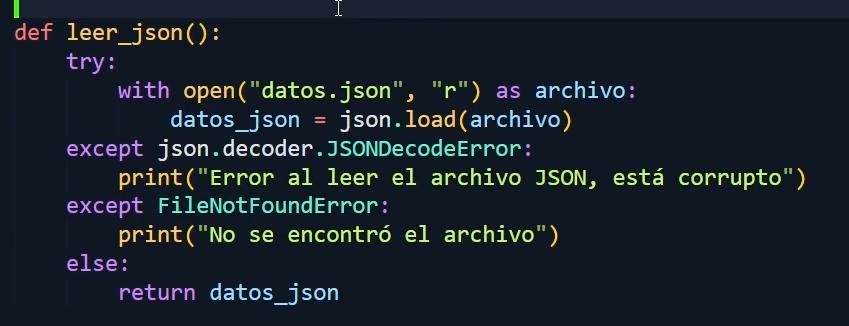 def leer_json():
    try:
        with open("datos.json", "r") as archivo:
            datos_json = json.load(archivo)
    except json.decoder.JSONDecodeError:
        print("Error al leer el archivo JSON, está corrupto")
    except FileNotFoundError:
        print("No se encontró el archivo")
    else:
        return datos_json